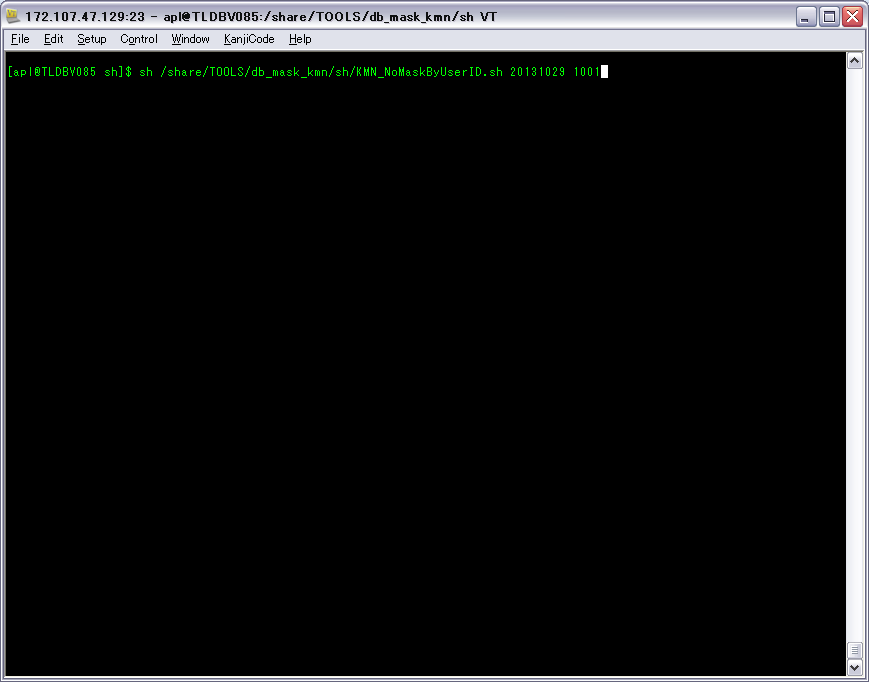 172.107.47.129:23 - apl@TLDBV085:/share/TOOLS/db_mask_kmn/sh VT
File Edit Setup Control Window KanjiCode Help
[apl@TLDBV085 sh]$ sh /share/TOOLS/db_mask_kmn/sh/KMN_NoMaskByUserID.sh 20131029 1001